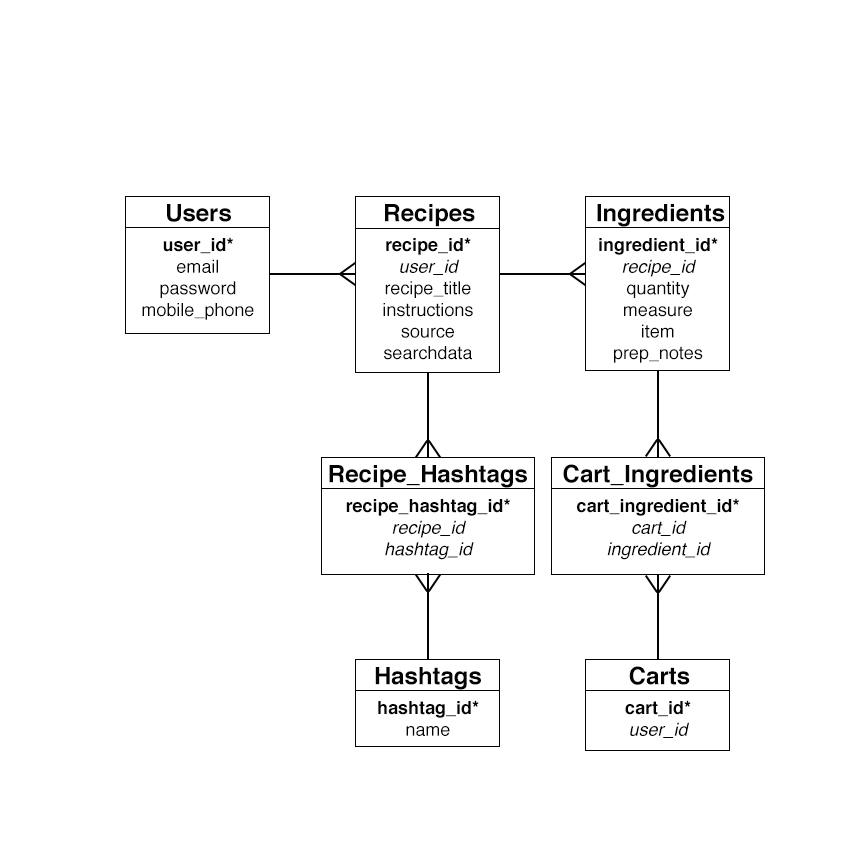 Users
user_id*
email
password
mobile_phone
Recipes
recipe_id*
user_id
recipe_title
instructions
source
searchdata
Ingredients
ingredient_id*
recipe_id
quantity
measure
item
prep_notes
Recipe_Hashtags
recipe_hashtag_id*
recipe_id
hashtag_id
Cart_Ingredients
cart_ingredient_id*
cart_id
ingredient_id
Hashtags
hashtag_id*
name
Carts
cart_id*
user_id